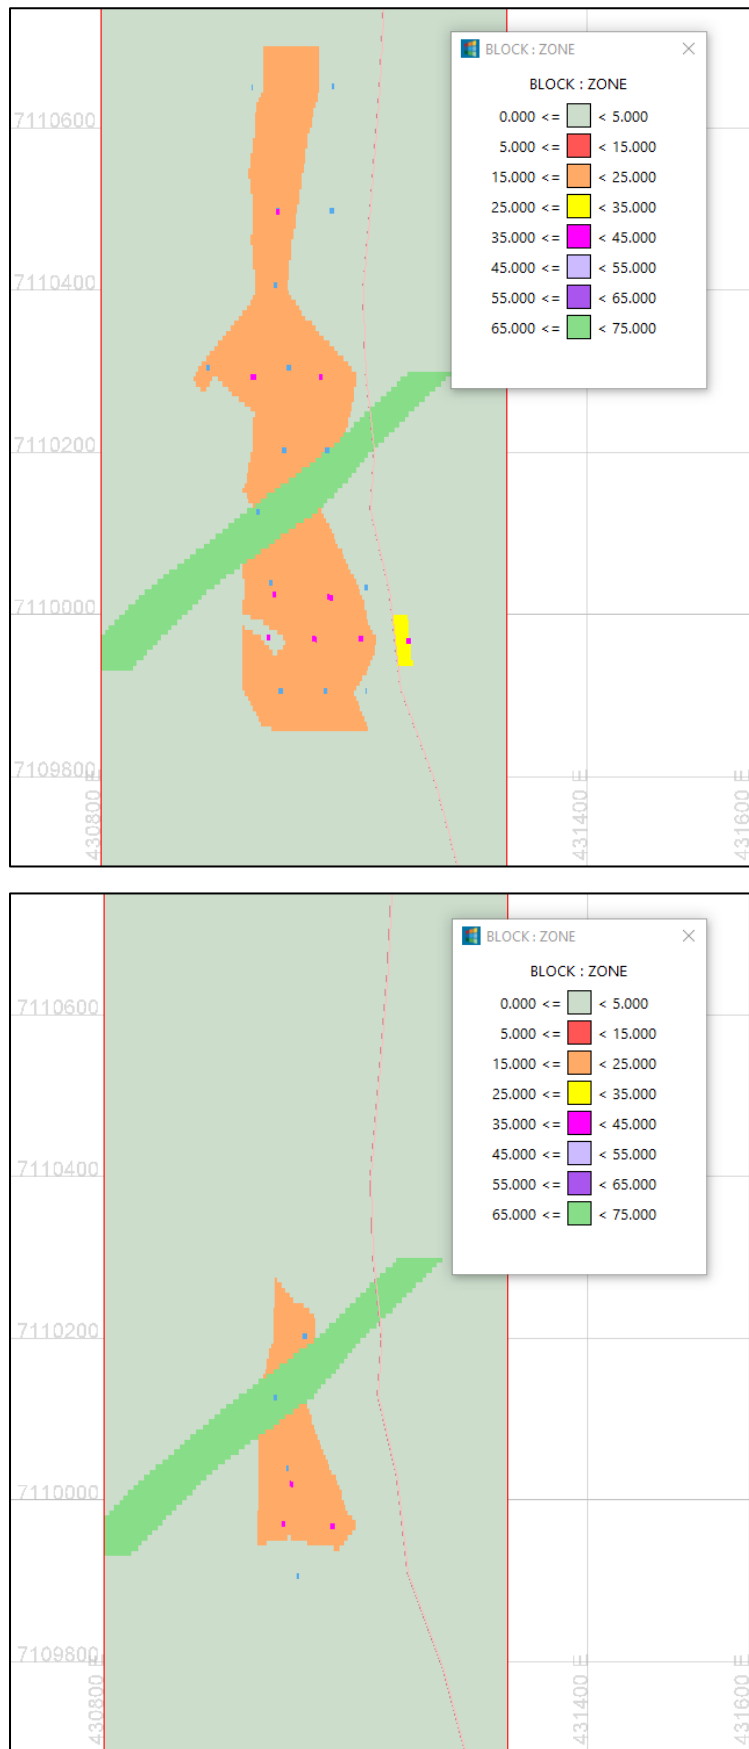 BLOCK : ZONE
BLOCK : ZONE
0.000 <= < 5.000
5.000 <= < 15.000
15.000 <= < 25.000
25.000 <= < 35.000
35.000 <= < 45.000
45.000 <= < 55.000
55.000 <= < 65.000
65.000 <= < 75.000
7110600
7110400
7110200
7110000
7109800
430800 E
431400 E
431600
BLOCK : ZONE
BLOCK : ZONE
0.000 <= < 5.000
5.000 <= < 15.000
15.000 <= < 25.000
25.000 <= < 35.000
35.000 <= < 45.000
45.000 <= < 55.000
55.000 <= < 65.000
65.000 <= < 75.000
7110600
7110400
7110200
7110000
7109800
430800 E
431400 E
431600